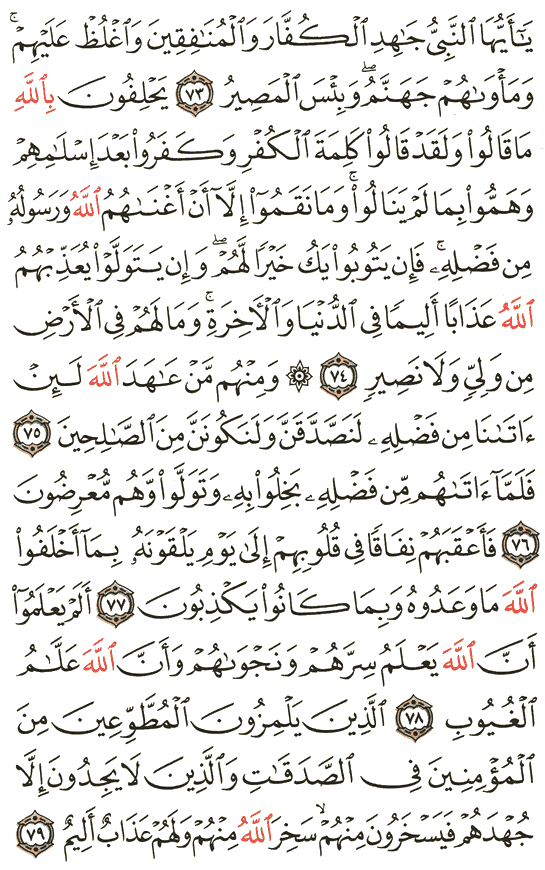 يَـٰٓأَيُّهَا ٱلنَّبِىُّ جَـٰهِدِ ٱلْكُفَّارَ وَٱلْمُنَـٰفِقِينَ وَٱغْلُظْ عَلَيْهِمْ ۚ
وَمَأْوَىٰهُمْ جَهَنَّمُ ۖ وَبِئْسَ ٱلْمَصِيرُ ٧٣ يَحْلِفُونَ بِٱللَّهِ
مَا قَالُوا۟ وَلَقَدْ قَالُوا۟ كَلِمَةَ ٱلْكُفْرِ وَكَفَرُوا۟ بَعْدَ إِسْلَـٰمِهِمْ
وَهَمُّوا۟ بِمَا لَمْ يَنَالُوا۟ ۚ وَمَا نَقَمُوٓا۟ إِلَّآ أَنْ أَغْنَىٰهُمُ ٱللَّهُ وَرَسُولُهُۥ
مِن فَضْلِهِۦ ۚ فَإِن يَتُوبُوا۟ يَكُ خَيْرًا لَّهُمْ ۖ وَإِن يَتَوَلَّوْا۟ يُعَذِّبْهُمُ
ٱللَّهُ عَذَابًا أَلِيمًا فِى ٱلدُّنْيَا وَٱلْـَٔاخِرَةِ ۚ وَمَا لَهُمْ فِى ٱلْأَرْضِ
مِن وَلِىٍّ وَلَا نَصِيرٍ ٧٤ ۞ وَمِنْهُم مَّنْ عَـٰهَدَ ٱللَّهَ لَئِنْ
ءَاتَىٰنَا مِن فَضْلِهِۦ لَنَصَّدَّقَنَّ وَلَنَكُونَنَّ مِنَ ٱلصَّـٰلِحِينَ ٧٥
فَلَمَّآ ءَاتَىٰهُم مِّن فَضْلِهِۦ بَخِلُوا۟ بِهِۦ وَتَوَلَّوا۟ وَّهُم مُّعْرِضُونَ
٧٦ فَأَعْقَبَهُمْ نِفَاقًا فِى قُلُوبِهِمْ إِلَىٰ يَوْمِ يَلْقَوْنَهُۥ بِمَآ أَخْلَفُوا۟
ٱللَّهَ مَا وَعَدُوهُ وَبِمَا كَانُوا۟ يَكْذِبُونَ ٧٧ أَلَمْ يَعْلَمُوٓا۟
أَنَّ ٱللَّهَ يَعْلَمُ سِرَّهُمْ وَنَجْوَىٰهُمْ وَأَنَّ ٱللَّهَ عَلَّـٰمُ
ٱلْغُيُوبِ ٧٨ ٱلَّذِينَ يَلْمِزُونَ ٱلْمُطَّوِّعِينَ مِنَ
ٱلْمُؤْمِنِينَ فِى ٱلصَّدَقَـٰتِ وَٱلَّذِينَ لَا يَجِدُونَ إِلَّا
جُهْدَهُمْ فَيَسْخَرُونَ مِنْهُمْ ۙ سَخِرَ ٱللَّهُ مِنْهُمْ وَلَهُمْ عَذَابٌ أَلِيمٌ ٧٩